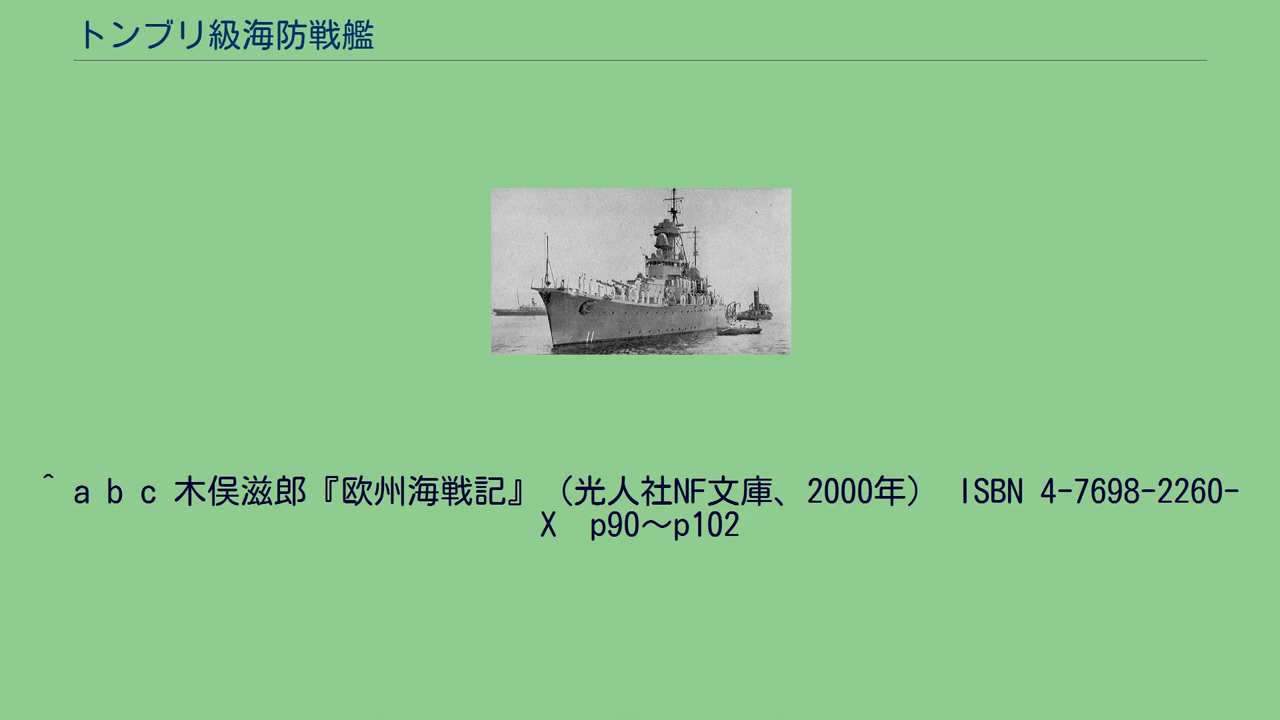 トンブリ級海防戦艦
^ a b c 木俣滋郎『欧州海戦記』（光人社NF文庫、2000年） ISBN 4-7698-2260-
X　p90～p102